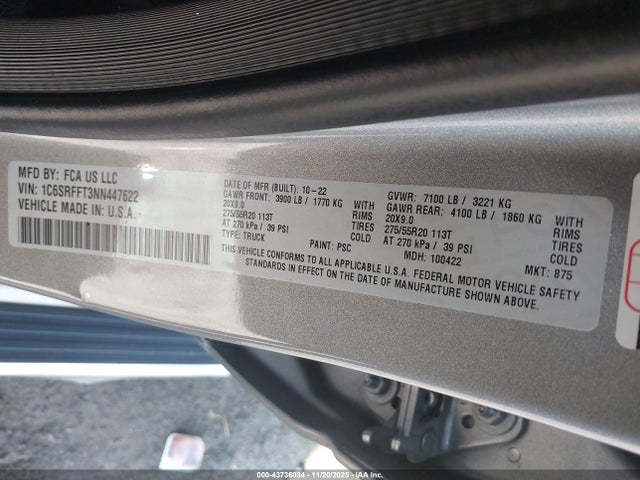 MFD BY: FCA US LLC
VIN: 1C6SRFFT3NN447622
VEHICLE MADE IN U.S.A.
DATE OF MFR (BUILT): 10-22
GAWR FRONT: 3900 LB / 1770 KG
20X9.0 RIMS
275/55R20 113T TIRES
AT 270 kPa / 39 PSI COLD
TYPE: TRUCK
PAINT: PSC
GVWR: 7100 LB / 3221 KG
GAWR REAR: 4100 LB / 1860 KG
20X9.0 RIMS
275/55R20 113T TIRES
AT 270 kPa / 39 PSI COLD
MDH: 100422 MKT: 875
THIS VEHICLE CONFORMS TO ALL APPLICABLE U.S.A. FEDERAL MOTOR VEHICLE SAFETY
STANDARDS IN EFFECT ON THE DATE OF MANUFACTURE SHOWN ABOVE.
000-43736034 - 11/20/2025 - IAAI.COM